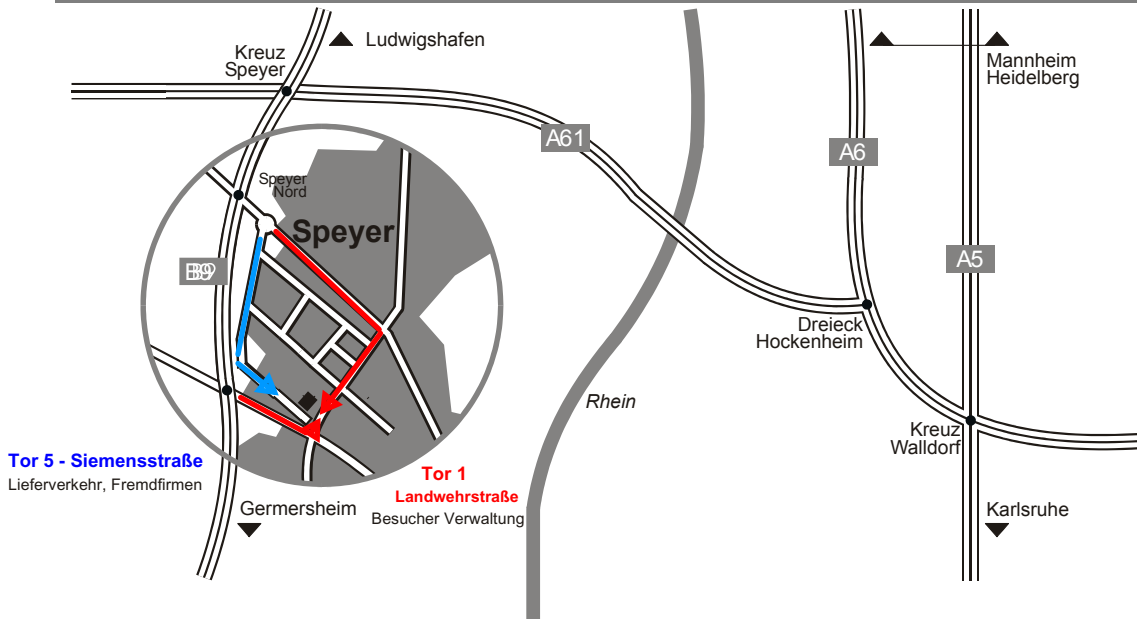 Ludwigshafen
Kreuz
Speyer
Mannheim
Heidelberg
A61
A6
Speyer
Nord
Speyer
B9
A5
Dreieck
Hockenheim
Rhein
Kreuz
Walldorf
Tor 5 - Siemensstraße
Lieferverkehr, Fremdfirmen
Tor 1
Landwehrstraße
Besucher Verwaltung
Germersheim
Karlsruhe